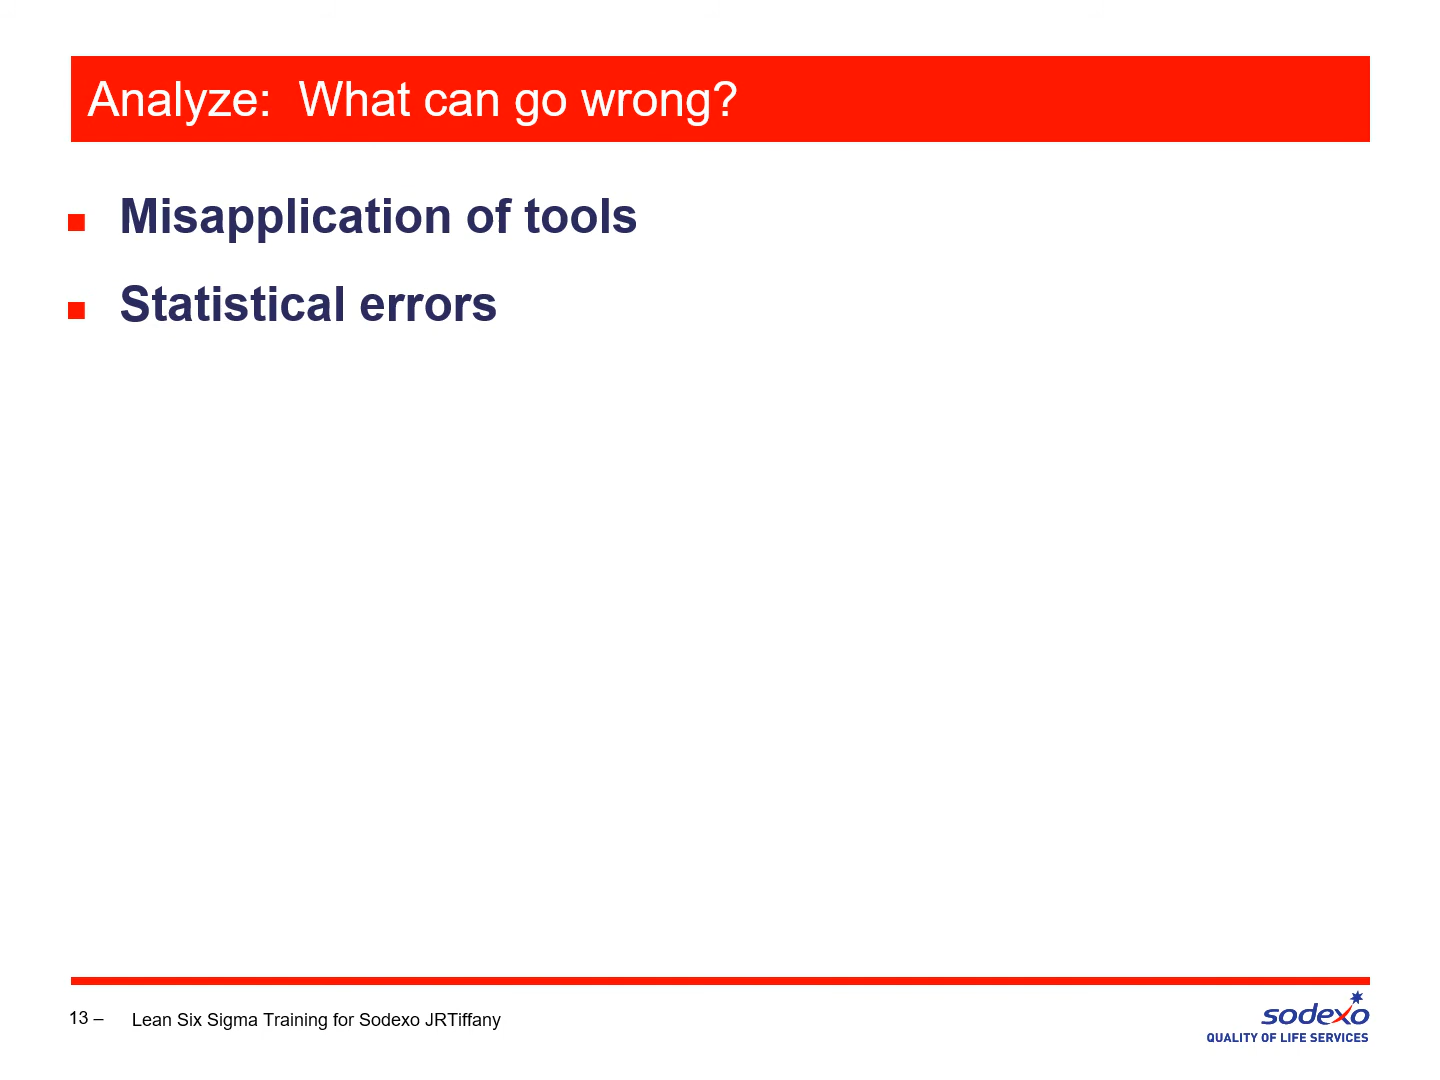 Analyze:  What can go wrong?
Misapplication of tools
Statistical errors
13 – Lean Six Sigma Training for Sodexo JRTiffany
sodexo
QUALITY OF LIFE SERVICES